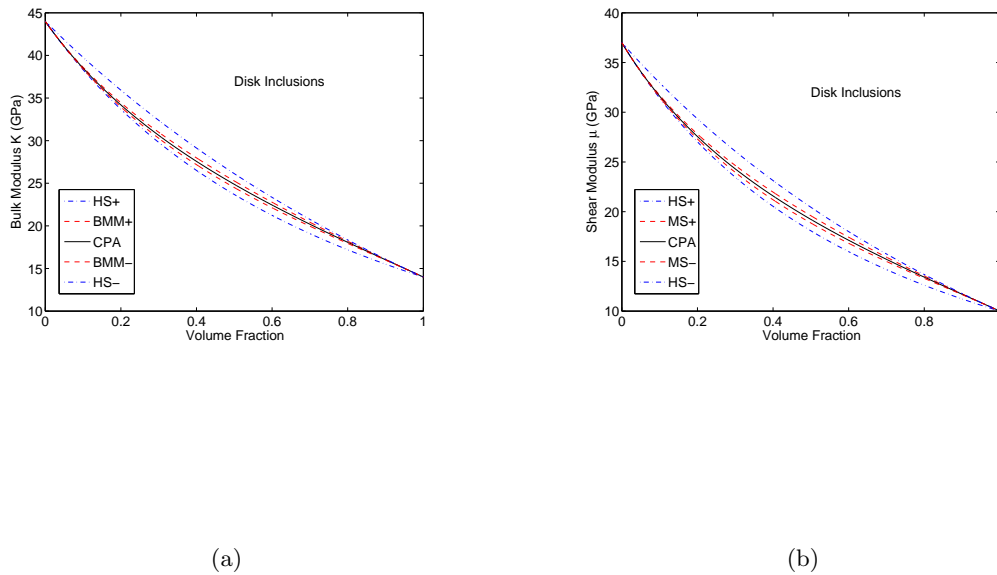 45
40
35
30
25
20
15
10
0
0.2
0.4
0.6
0.8
1
Volume Fraction
Bulk Modulus K (GPa)
Disk Inclusions
HS+
BMM+
CPA
BMM−
HS−
(a)
40
35
30
25
20
15
10
0
0.2
0.4
0.6
0.8
Volume Fraction
Shear Modulus μ (GPa)
Disk Inclusions
HS+
MS+
CPA
MS−
HS−
(b)